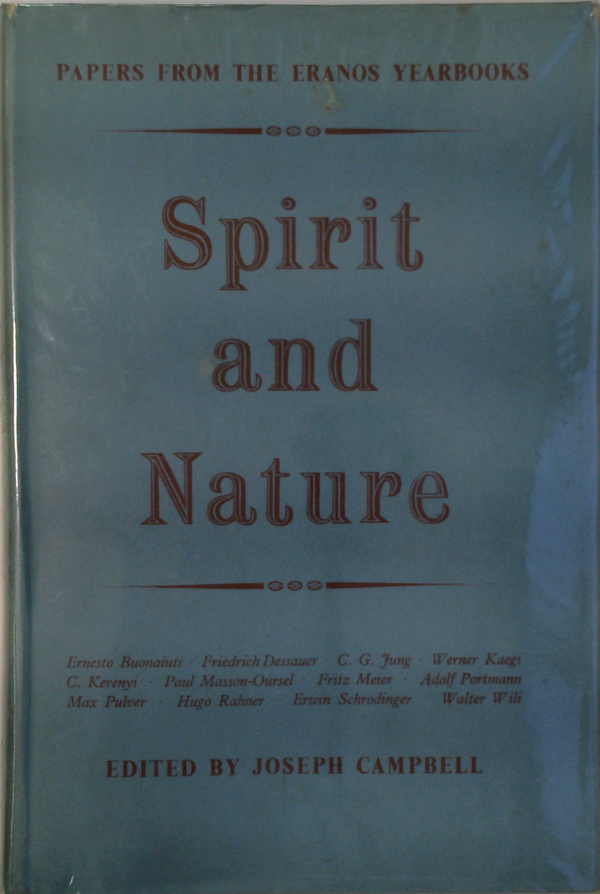 PAPERS FROM THE ERANOS YEARBOOKS
Spirit
and
Nature
Ernesto Buonaiuti · Friedrich Dessauer · C. G. Jung · Werner Kaegi
C. Kerenyi · Paul Masson-Oursel · Fritz Meier · Adolf Portmann
Max Pulver · Hugo Rahner · Erwin Schrodinger · Walter Wili
EDITED BY JOSEPH CAMPBELL